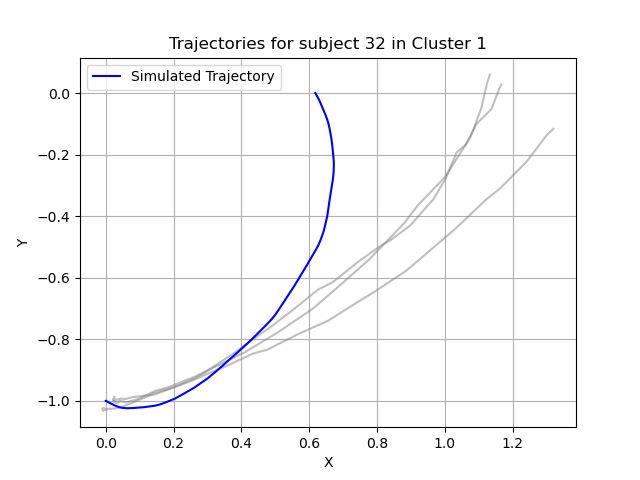 Trajectories for subject 32 in Cluster 1
Simulated Trajectory
0.0
−0.2
−0.4
−0.6
−0.8
−1.0
Y
0.0 0.2 0.4 0.6 0.8 1.0 1.2
X